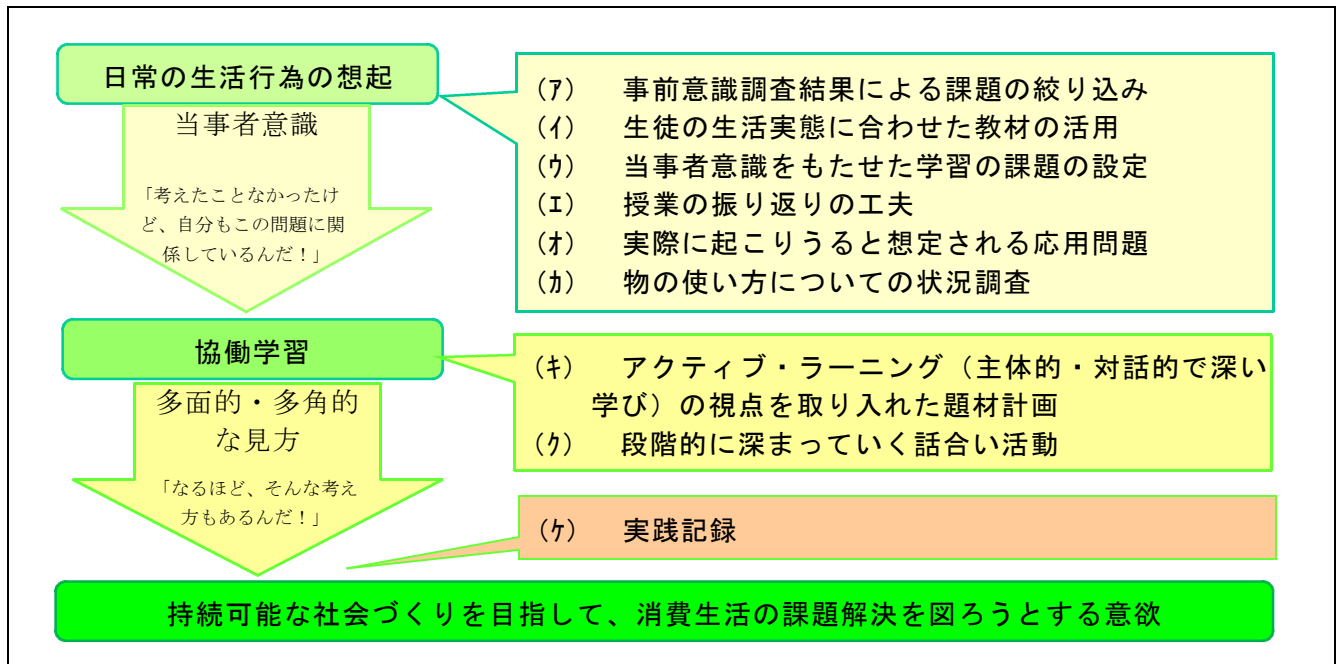 日常の生活行為の想起
当事者意識
「考えたことなかったけ
ど、自分もこの問題に関
係しているんだ！」
(ｱ) 事前意識調査結果による課題の絞り込み
(ｲ) 生徒の生活実態に合わせた教材の活用
(ｳ) 当事者意識をもたせた学習の課題の設定
(ｴ) 授業の振り返りの工夫
(ｵ) 実際に起こりうると想定される応用問題
(ｶ) 物の使い方についての状況調査
協働学習
多面的・多角的
な見方
「なるほど、そんな考え
方もあるんだ！」
(ｷ) アクティブ・ラーニング（主体的・対話的で深い
学び）の視点を取り入れた題材計画
(ｸ) 段階的に深まっていく話合い活動
(ｹ) 実践記録
持続可能な社会づくりを目指して、消費生活の課題解決を図ろうとする意欲